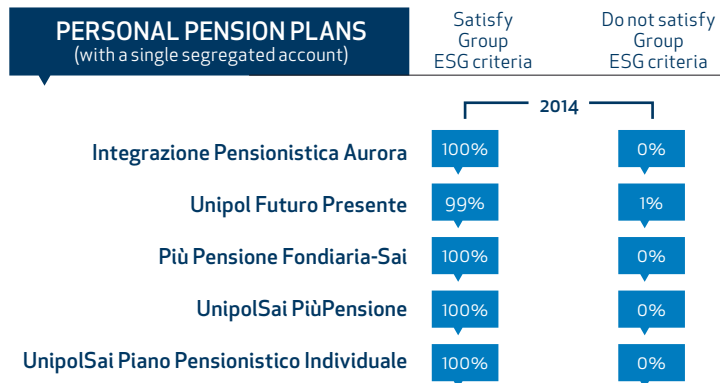 PERSONAL PENSION PLANS
(with a single segregated account)
Satisfy
Group
ESG criteria
Do not satisfy
Group
ESG criteria
2014
Integrazione Pensionistica Aurora 100% 0%
Unipol Futuro Presente 99% 1%
Più Pensione Fondiaria-Sai 100% 0%
UnipolSai PiùPensione 100% 0%
UnipolSai Piano Pensionistico Individuale 100% 0%